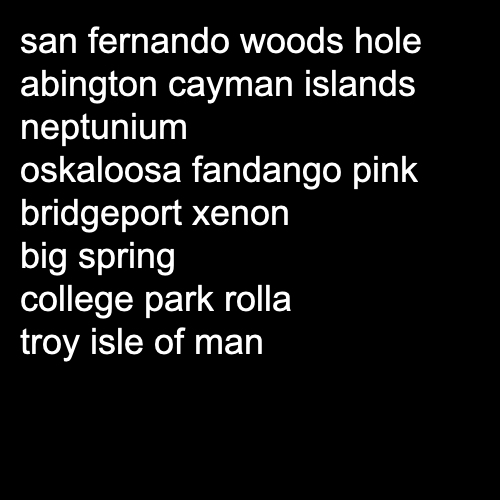 san fernando woods hole
abington cayman islands
neptunium
oskaloosa fandango pink
bridgeport xenon
big spring
college park rolla
troy isle of man